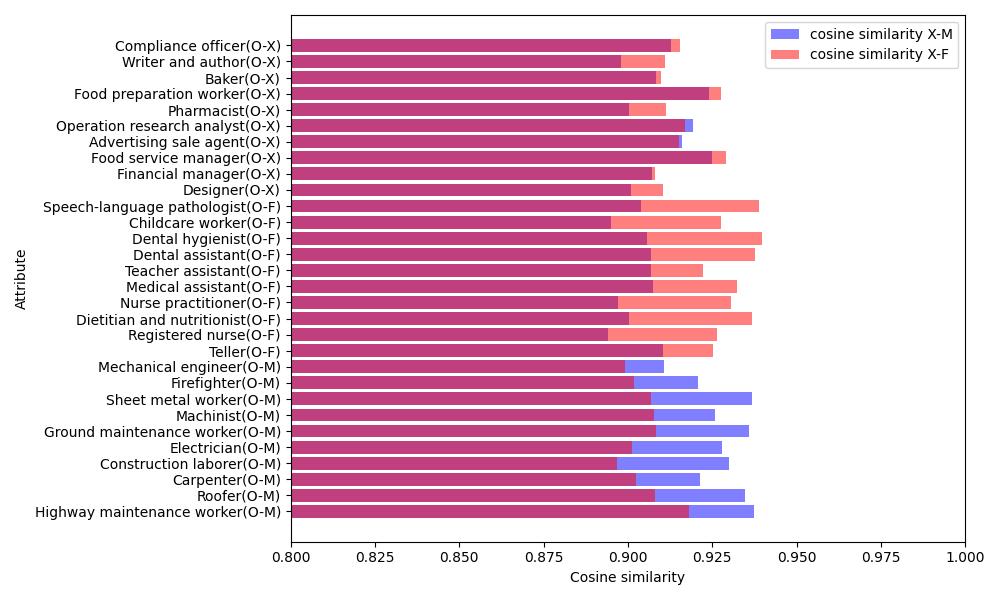 cosine similarity X-M
cosine similarity X-F
Compliance officer(O-X)
Writer and author(O-X)
Baker(O-X)
Food preparation worker(O-X)
Pharmacist(O-X)
Operation research analyst(O-X)
Advertising sale agent(O-X)
Food service manager(O-X)
Financial manager(O-X)
Designer(O-X)
Speech-language pathologist(O-F)
Childcare worker(O-F)
Dental hygienist(O-F)
Dental assistant(O-F)
Teacher assistant(O-F)
Medical assistant(O-F)
Nurse practitioner(O-F)
Dietitian and nutritionist(O-F)
Registered nurse(O-F)
Teller(O-F)
Mechanical engineer(O-M)
Firefighter(O-M)
Sheet metal worker(O-M)
Machinist(O-M)
Ground maintenance worker(O-M)
Electrician(O-M)
Construction laborer(O-M)
Carpenter(O-M)
Roofer(O-M)
Highway maintenance worker(O-M)
Attribute
0.800 0.825 0.850 0.875 0.900 0.925 0.950 0.975 1.000
Cosine similarity